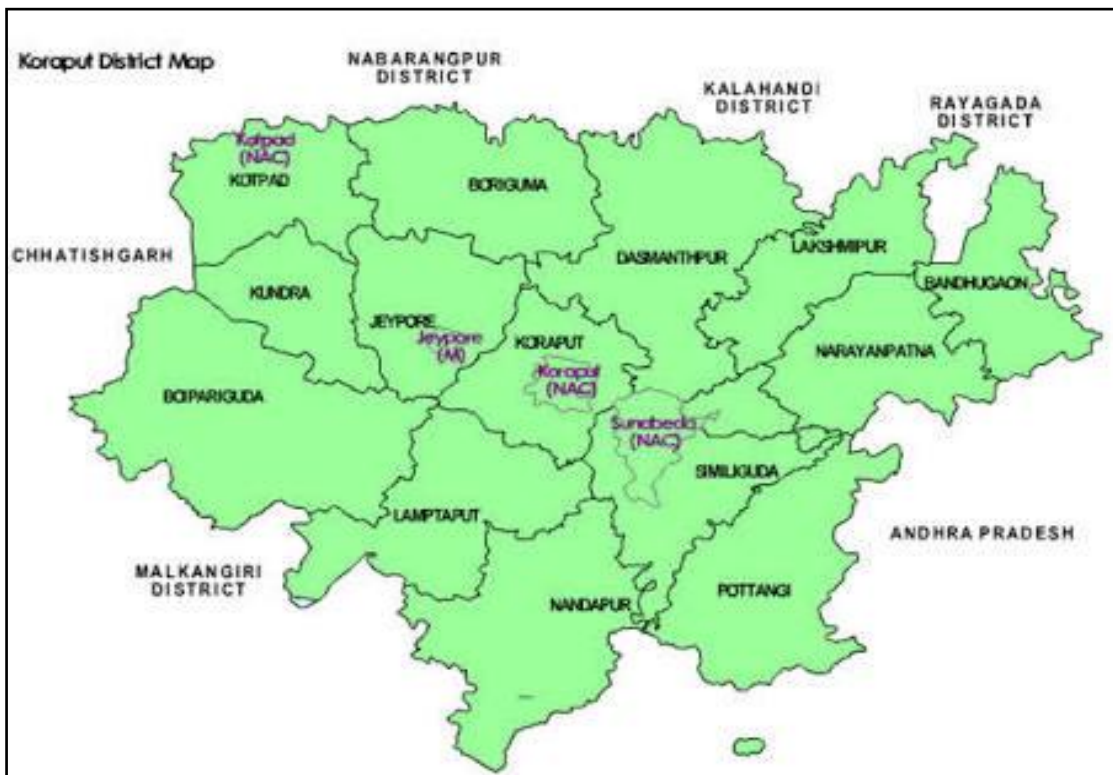 Koraput District Map
NABARANGPUR
DISTRICT
KALAHANDI
DISTRICT
RAYAGADA
DISTRICT
Kotpad
(NAC)
KOTPAD
BORIGUMA
CHHATISHGARH
KUNDRA
DASMANTHPUR
LAKSHMIPUR
BANDHUGAON
JEYPORE
Jeypore
(M)
KORAPUT
Koraput
(NAC)
NARAYANPATNA
BOIPARIGUDA
Sunabeda
(NAC)
SIMILIGUDA
LAMPTAPUT
ANDHRA PRADESH
MALKANGIRI
DISTRICT
NANDAPUR
POTTANGI